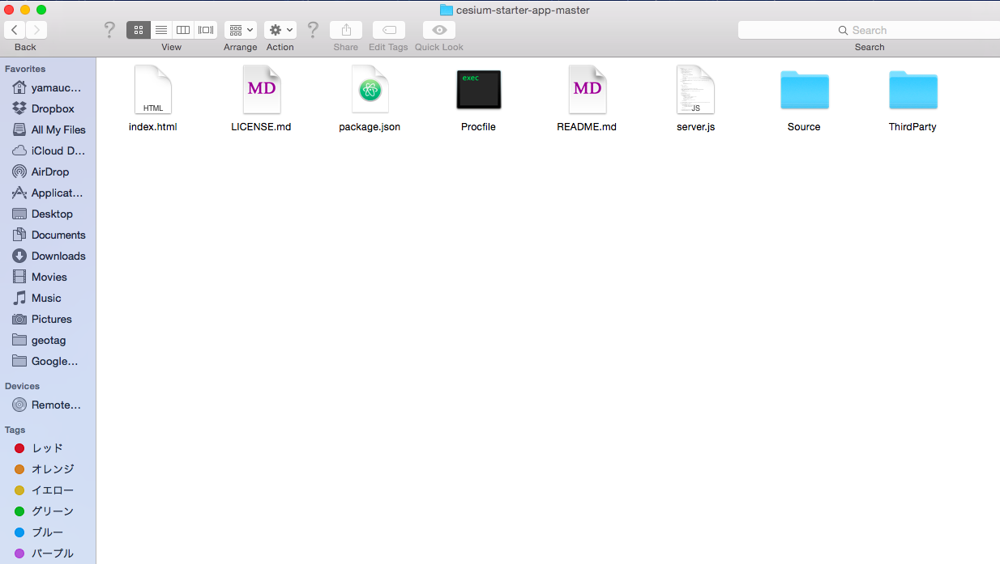 cesium-starter-app-master
Back
View
Arrange
Action
Share
Edit Tags
Quick Look
Search
Search
Favorites
yamauc...
Dropbox
All My Files
iCloud D...
AirDrop
Applicat...
Desktop
Documents
Downloads
Movies
Music
Pictures
geotag
Google...
Devices
Remote...
Tags
レッド
オレンジ
イエロー
グリーン
ブルー
パープル
HTML
index.html
MD
LICENSE.md
package.json
exec
Procfile
MD
README.md
JS
server.js
Source
ThirdParty